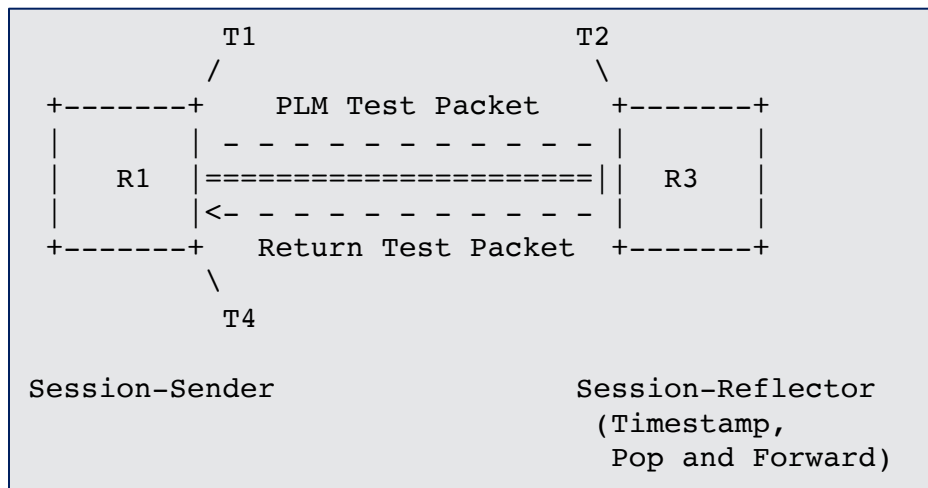 T1                    T2
           /                       \
  +-------+     PLM Test Packet     +-------+
  |       | - - - - - - - - - - - - |       |
  |   R1  |======================||   R3  |
  |       |<- - - - - - - - - - - - |       |
  +-------+    Return Test Packet   +-------+
           \
            T4

 Session-Sender                   Session-Reflector
                                   (Timestamp,
                                    Pop and Forward)